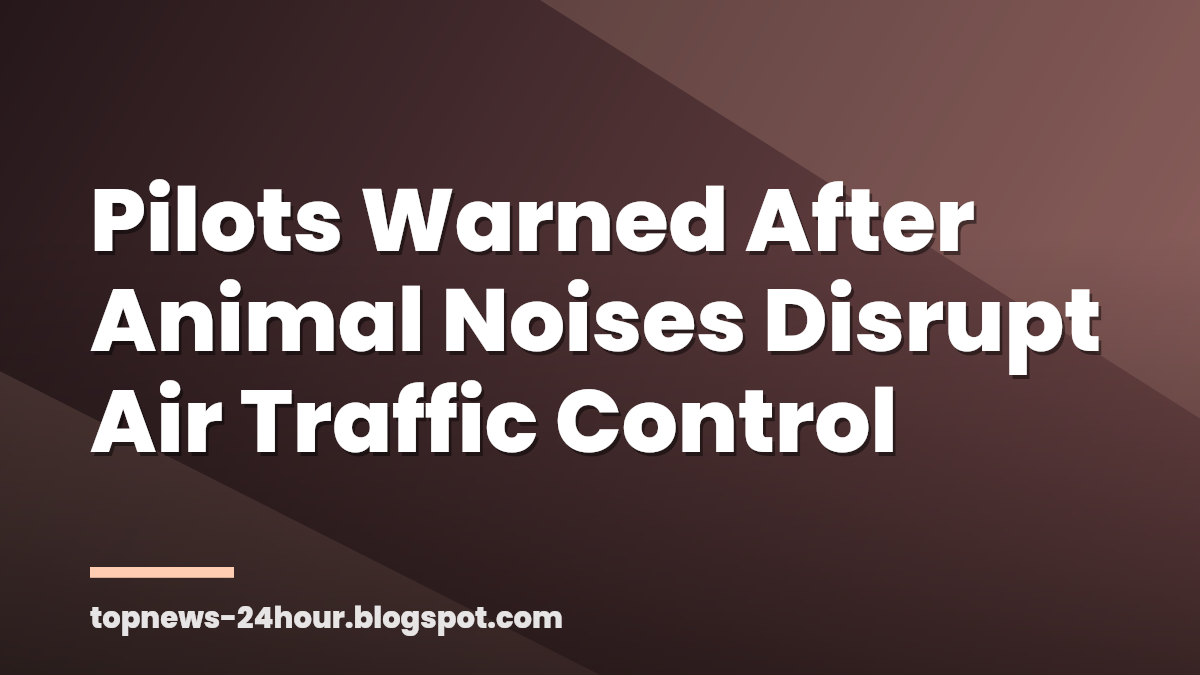 Pilots Warned After
Animal Noises Disrupt
Air Traffic Control
topnews-24hour.blogspot.com